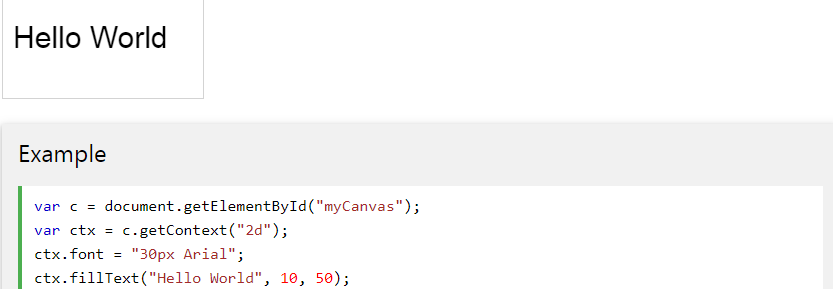 Hello World
Example
var c = document.getElementById("myCanvas");
var ctx = c.getContext("2d");
ctx.font = "30px Arial";
ctx.fillText("Hello World", 10, 50);